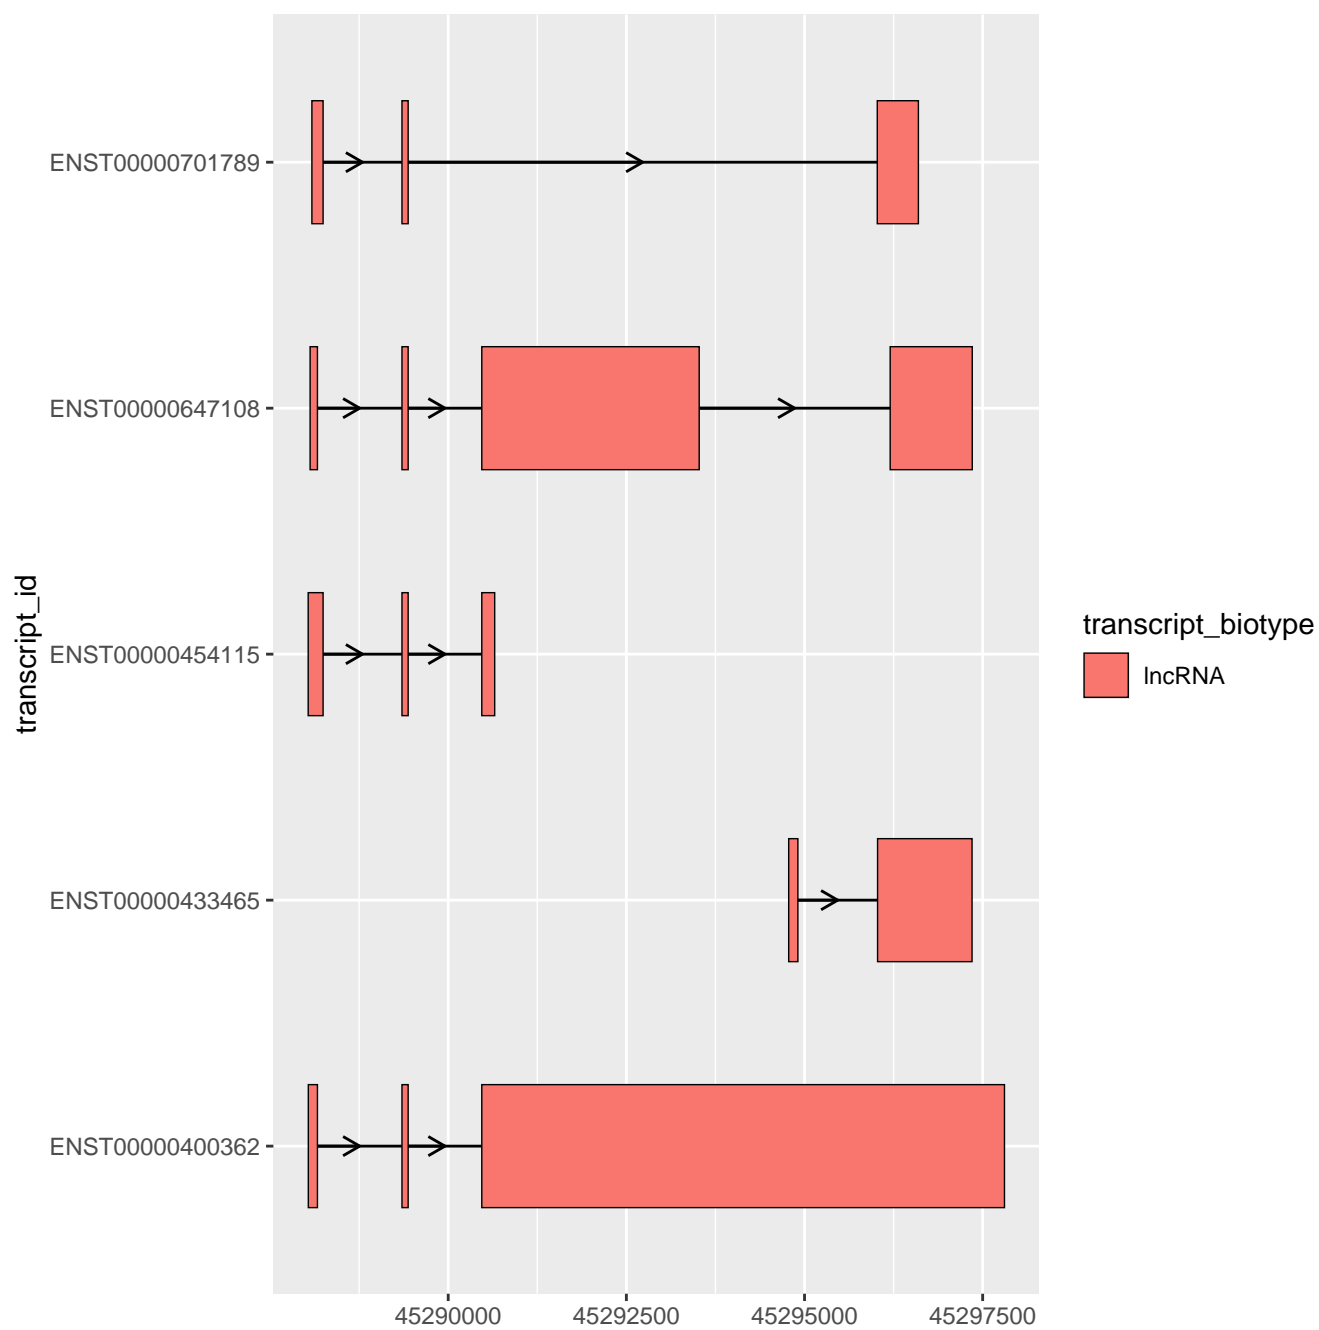 ENST00000701789
ENST00000647108
transcript_id
ENST00000454115
transcript_biotype
lncRNA
ENST00000433465
ENST00000400362
45290000 45292500 45295000 45297500